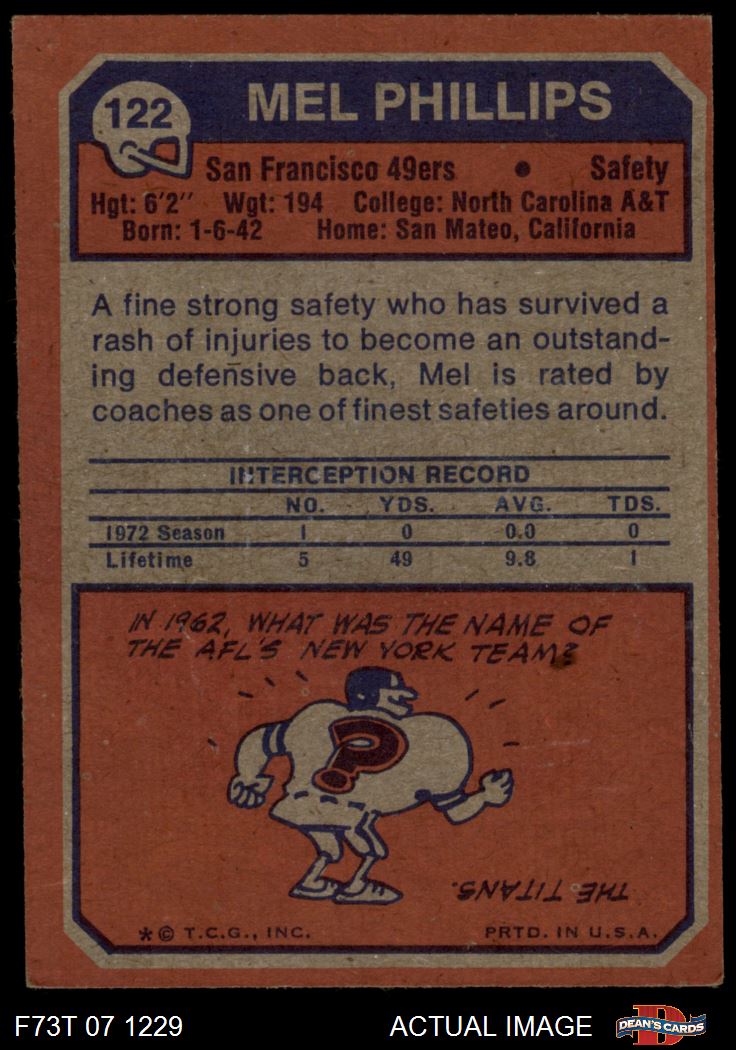 122
MEL PHILLIPS
San Francisco 49ers • Safety
Hgt: 6'2" Wgt: 194 College: North Carolina A&T
Born: 1-6-42 Home: San Mateo, California
A fine strong safety who has survived a
rash of injuries to become an outstand-
ing defensive back, Mel is rated by
coaches as one of finest safeties around.
INTERCEPTION RECORD
NO. YDS. AVG. TDS.
1972 Season 1 0 0.0 0
Lifetime 5 49 9.8 1
IN 1962, WHAT WAS THE NAME OF
THE AFL'S NEW YORK TEAM?
?
THE TITANS.
* © T.C.G., INC. PRTD. IN U.S.A.
F73T 07 1229 ACTUAL IMAGE D DEAN'S CARDS